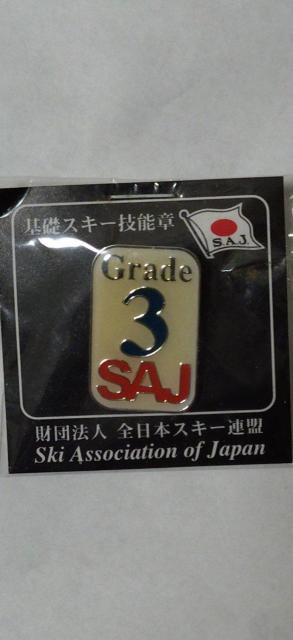 基礎スキー技能章
S.A.J.
Grade
3
SAJ
財団法人 全日本スキー連盟
Ski Association of Japan